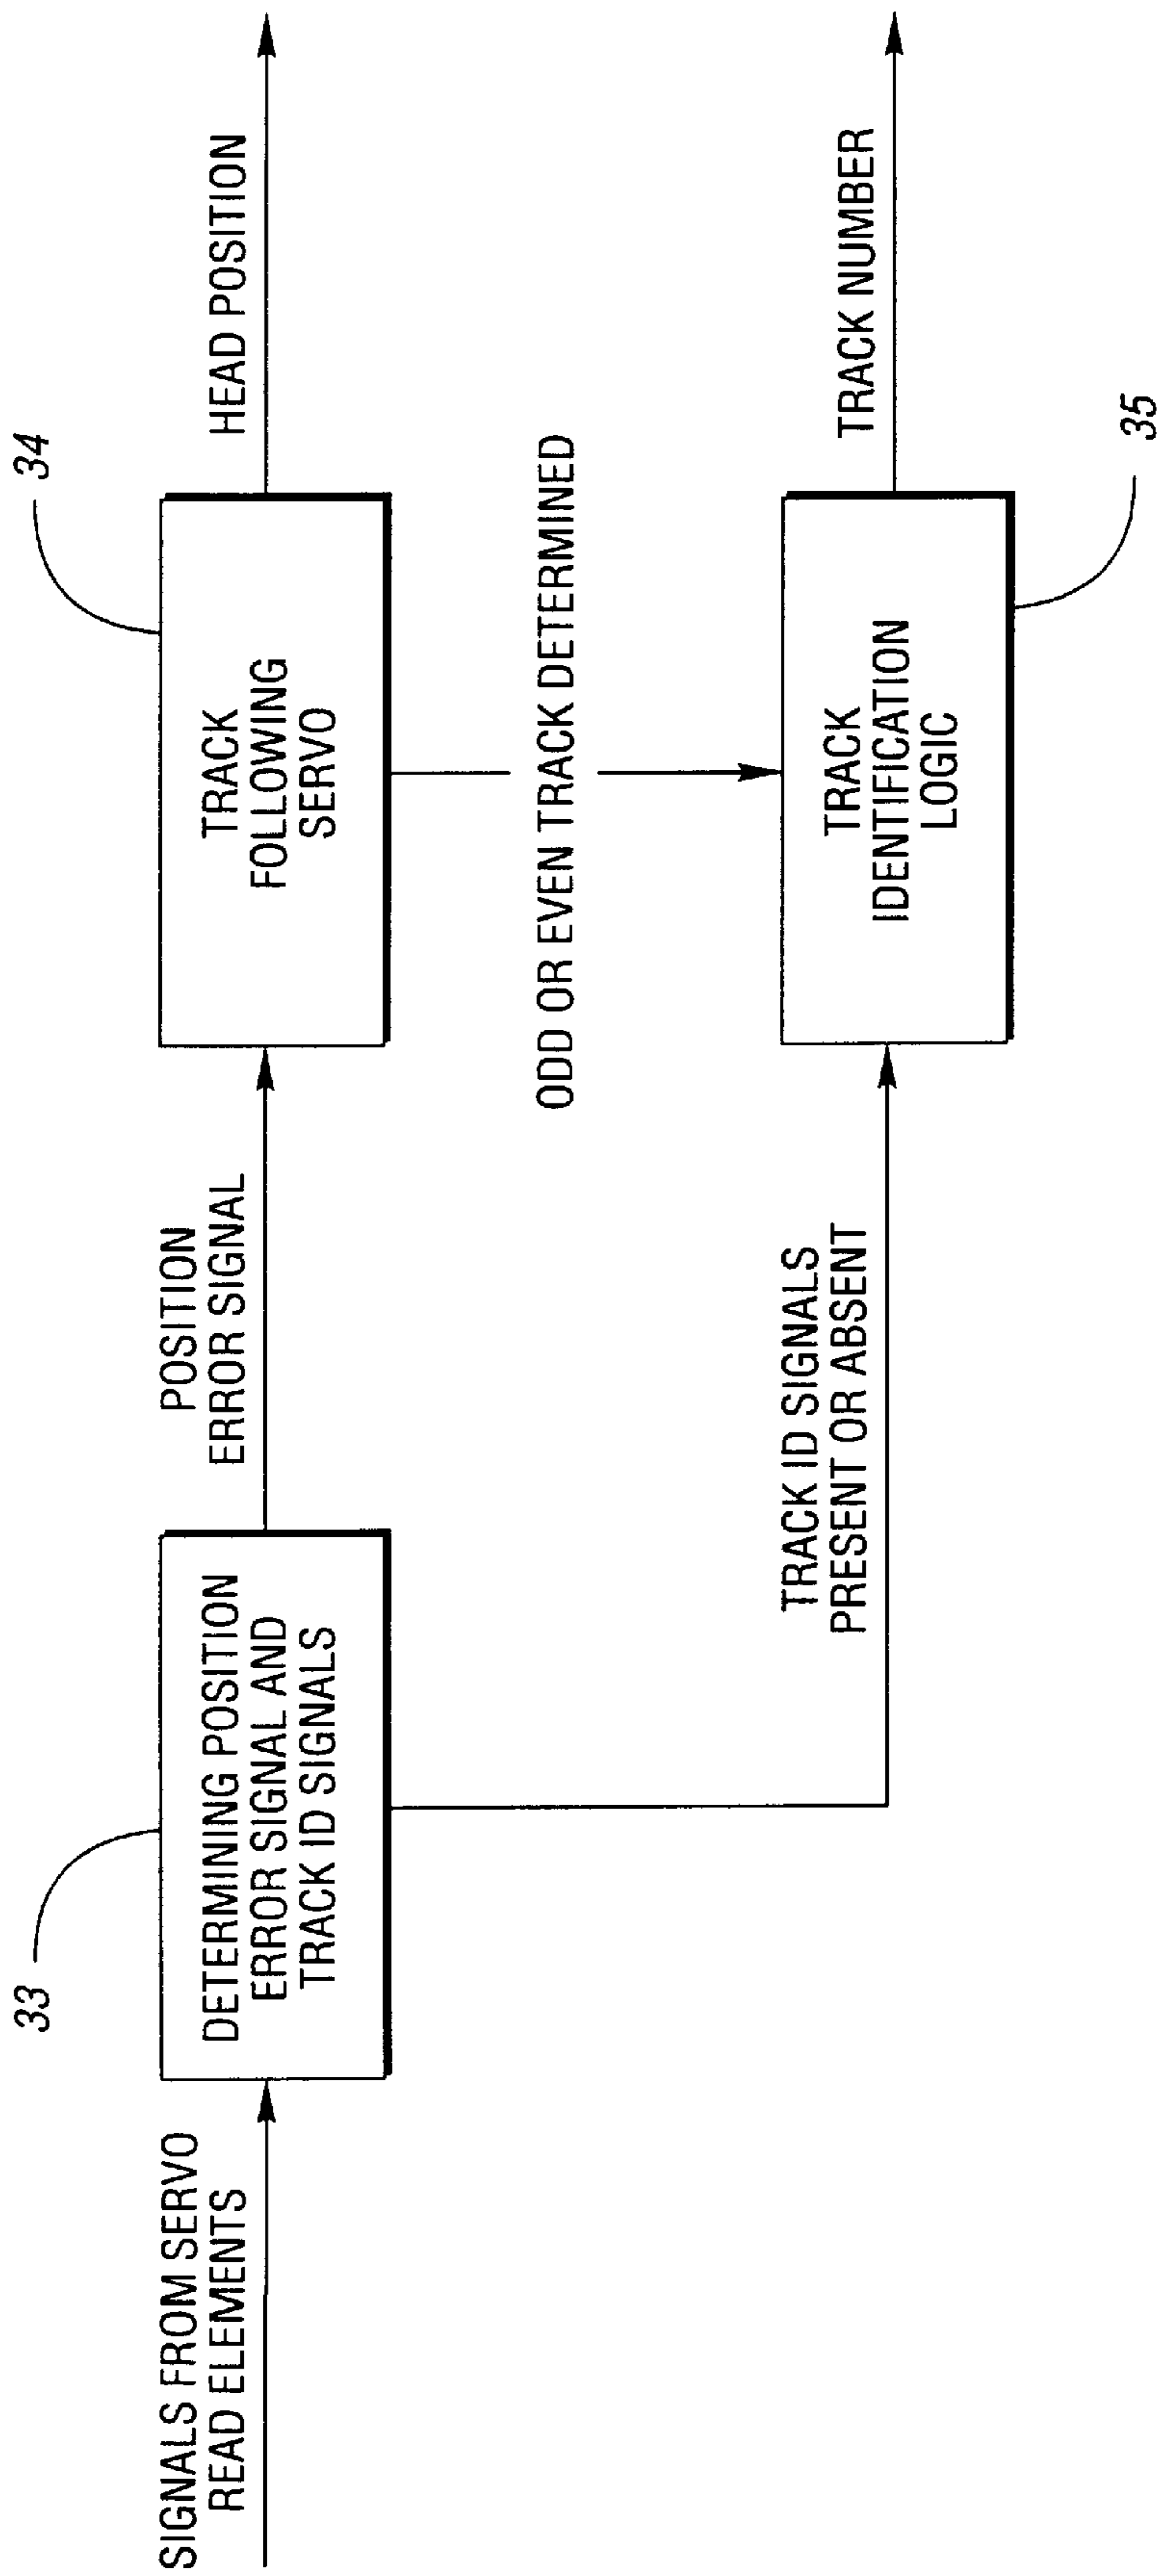 SIGNALS FROM SERVO
READ ELEMENTS
33
DETERMINING POSITION
ERROR SIGNAL AND
TRACK ID SIGNALS
POSITION
ERROR SIGNAL
34
TRACK
FOLLOWING
SERVO
HEAD POSITION
ODD OR EVEN TRACK DETERMINED
TRACK ID SIGNALS
PRESENT OR ABSENT
TRACK
IDENTIFICATION
LOGIC
35
TRACK NUMBER